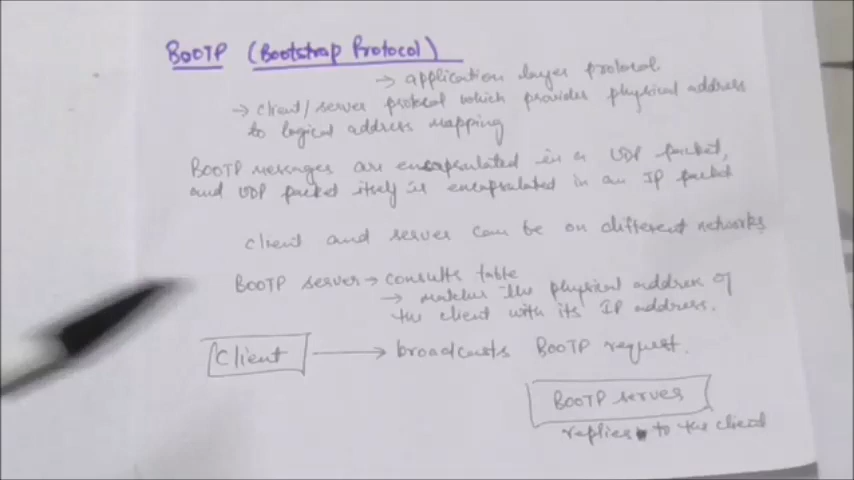 BOOTP (Bootstrap Protocol)
→ application layer protocol
→ client/server protocol which provides physical address
to logical address mapping
BOOTP messages are encapsulated in a UDP packet,
and UDP packet itself is encapsulated in an IP packet
client and server can be on different networks
BOOTP server → consults table
→ matches the physical address of
the client with its IP address.
Client → broadcasts BOOTP request.
BOOTP server
replies to the client